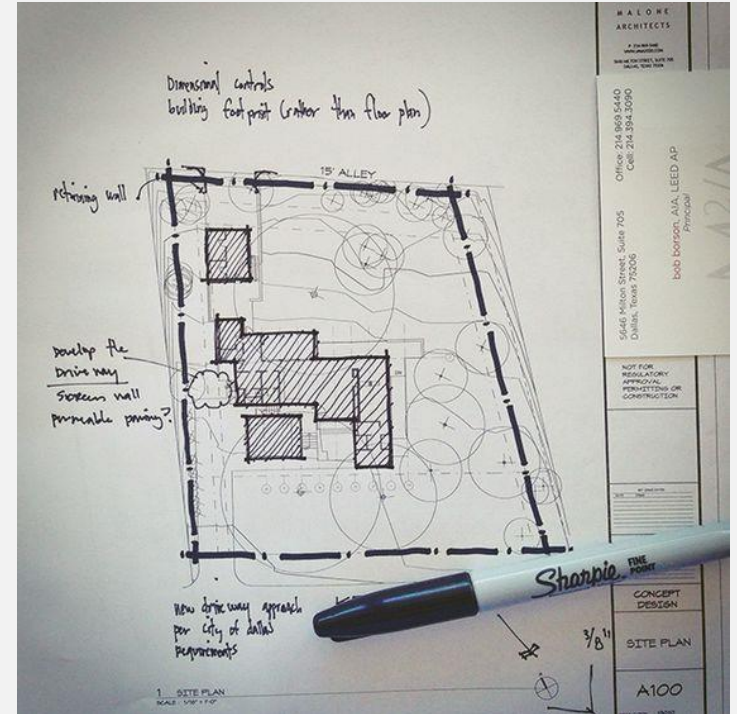 MALONE
ARCHITECTS
Dimensional controls
building footprint (rather than floor plan)
Office: 214.969.5440
Cell: 214.394.3090
5646 Milton Street, Suite 705
Dallas, Texas 75206
bob borson, AIA, LEED AP
Principal
15' ALLEY
retaining wall
Develop the
Drive way
screen wall
permeable paving?
NOT FOR
REGULATORY
APPROVAL
PERMITTING OR
CONSTRUCTION
Sharpie.
FINE
POINT
new drive way approach
per city of dallas
requirements
CONCEPT
DESIGN
3/8"
SITE PLAN
A100
1 SITE PLAN